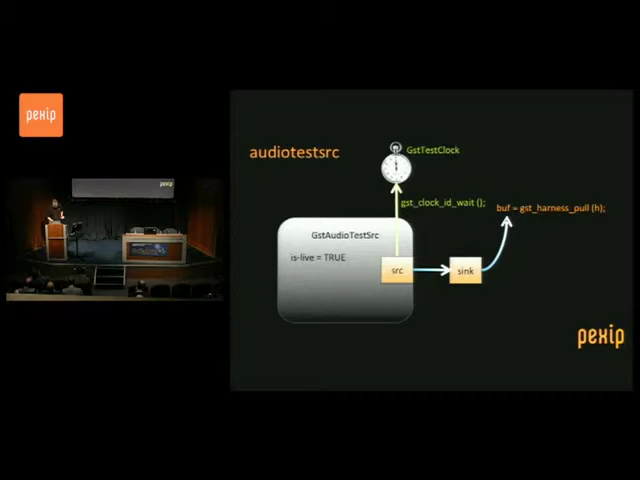 pexip
pexip
audiotestsrc
GstTestClock
gst_clock_id_wait ();
buf = gst_harness_pull (h);
GstAudioTestSrc
is-live = TRUE
src
sink
pexip